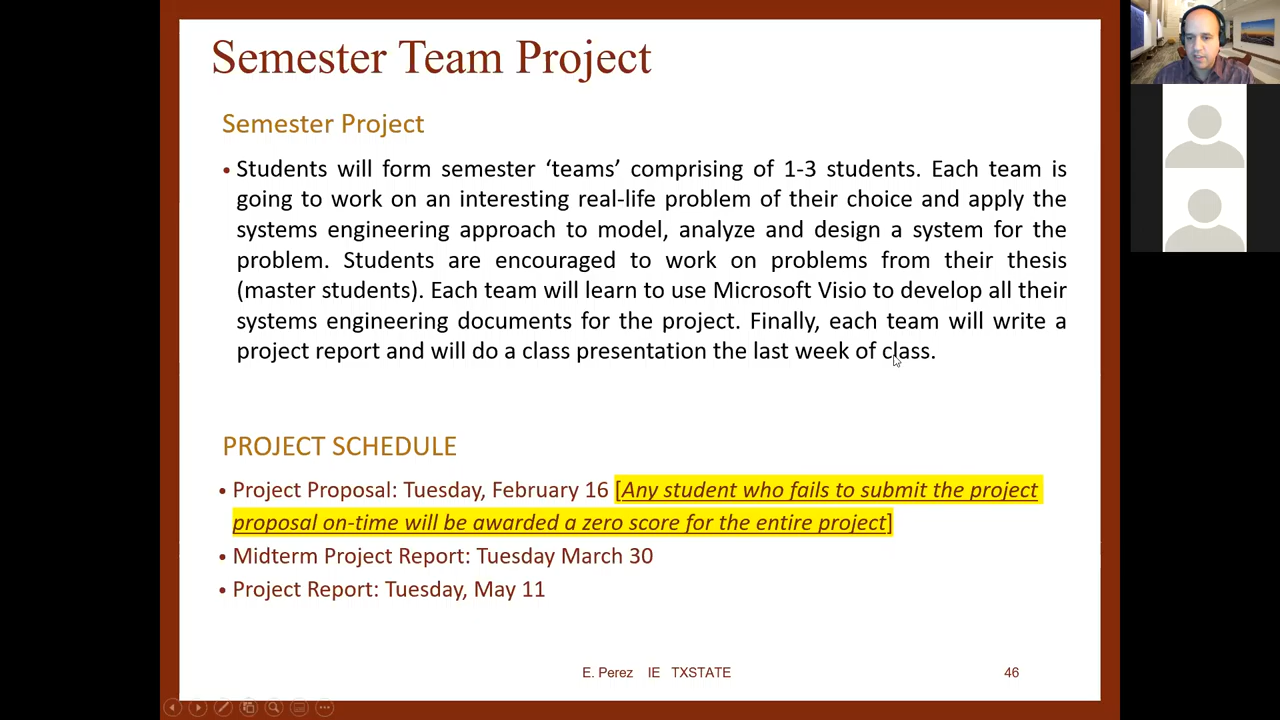 Semester Team Project
Semester Project
• Students will form semester ‘teams’ comprising of 1-3 students. Each team is
going to work on an interesting real-life problem of their choice and apply the
systems engineering approach to model, analyze and design a system for the
problem. Students are encouraged to work on problems from their thesis
(master students). Each team will learn to use Microsoft Visio to develop all their
systems engineering documents for the project. Finally, each team will write a
project report and will do a class presentation the last week of class.
PROJECT SCHEDULE
• Project Proposal: Tuesday, February 16 [Any student who fails to submit the project
proposal on-time will be awarded a zero score for the entire project]
• Midterm Project Report: Tuesday March 30
• Project Report: Tuesday, May 11
E. Perez IE TXSTATE 46